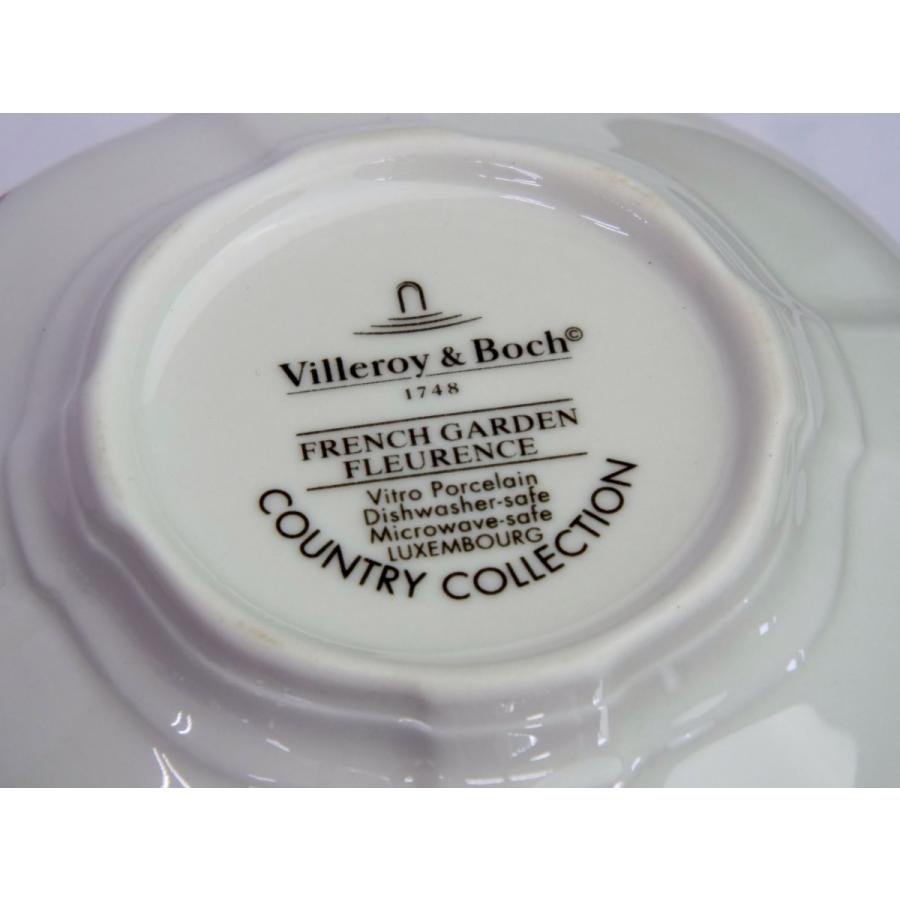 Villeroy & Boch©
1748
FRENCH GARDEN
FLEURENCE
Vitro Porcelain
Dishwasher-safe
Microwave-safe
LUXEMBOURG
COUNTRY COLLECTION